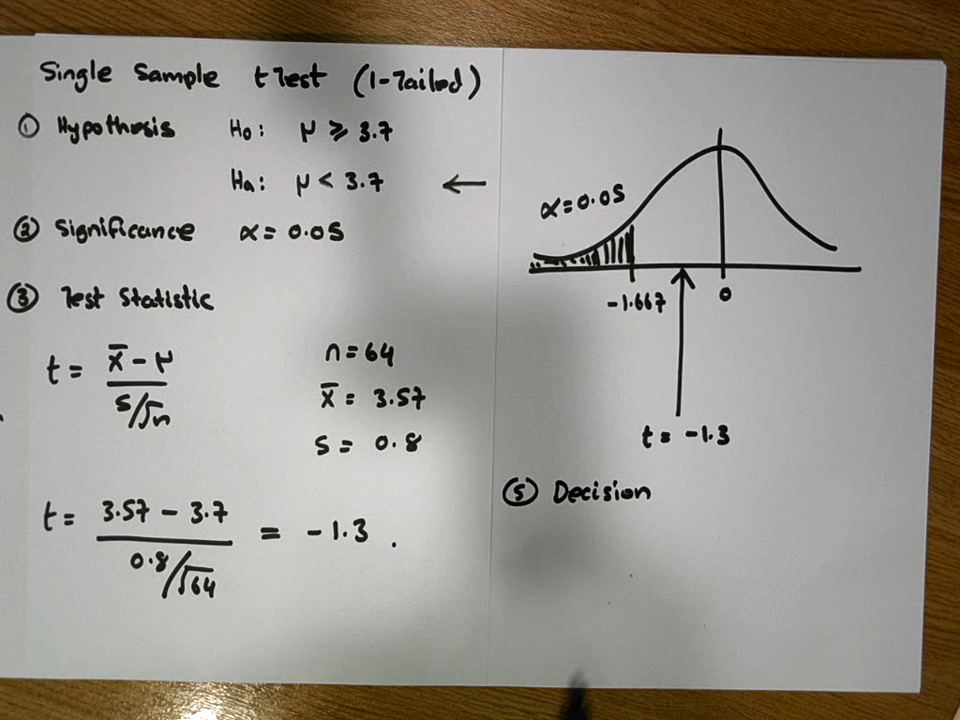 Single Sample t Test (1-Tailed)
① Hypothesis H₀: μ ⩾ 3.7
Hₐ: μ < 3.7 ←
② Significance α = 0.05
③ Test Statistic
t = x̄ - μ / s/√n
n = 64
x̄ = 3.57
s = 0.8
t = 3.57 - 3.7 / 0.8/√64 = -1.3.
α = 0.05
-1.667 0
t = -1.3
⑤ Decision